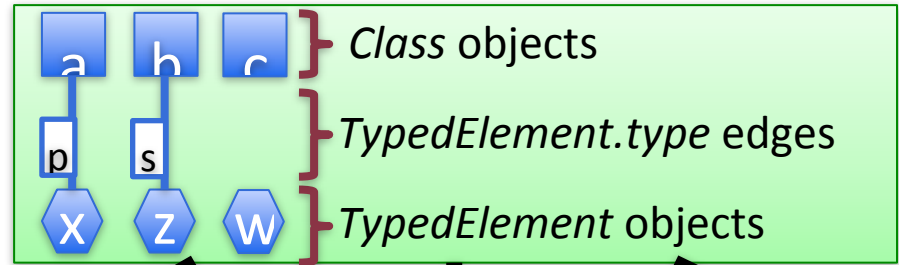 a b c Class objects
p s TypedElement.type edges
x z w TypedElement objects